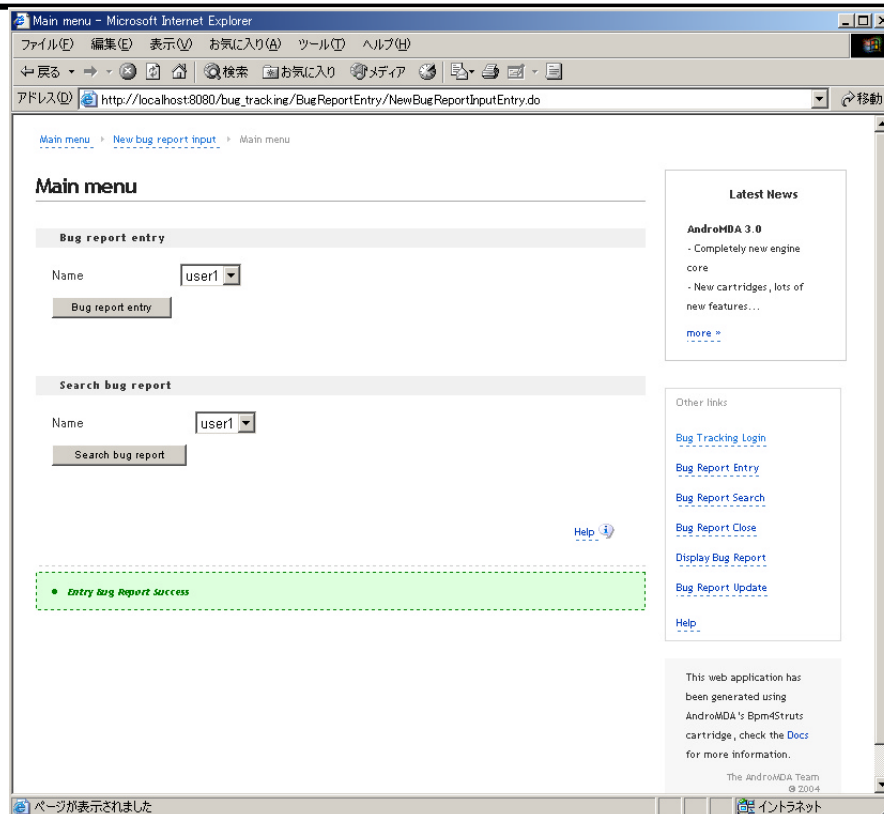 Main menu - Microsoft Internet Explorer
ファイル(F) 編集(E) 表示(V) お気に入り(A) ツール(T) ヘルプ(H)
戻る 検索 お気に入り メディア
アドレス(D) http://localhost:8080/bug_tracking/BugReportEntry/NewBugReportInputEntry.do 移動
Main menu New bug report input Main menu
Main menu
Bug report entry
Name user1
Bug report entry
Search bug report
Name user1
Search bug report
Help
• Entry Bug Report Success
Latest News
AndroMDA 3.0
- Completely new engine
core
- New cartridges, lots of
new features...
more »
Other links
Bug Tracking Login
Bug Report Entry
Bug Report Search
Bug Report Close
Display Bug Report
Bug Report Update
Help
This web application has
been generated using
AndroMDA's Bpm4Struts
cartridge, check the Docs
for more information.
The AndroMDA Team
@ 2004
ページが表示されました イントラネット